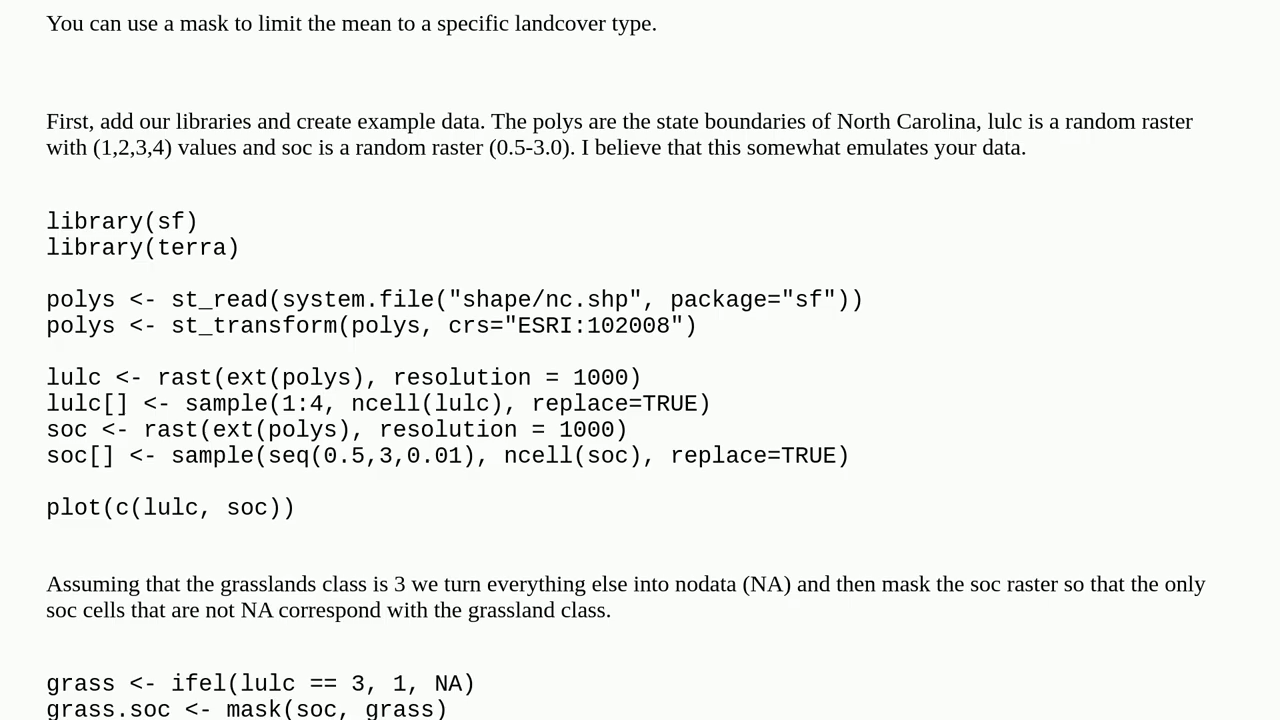 You can use a mask to limit the mean to a specific landcover type.
First, add our libraries and create example data. The polys are the state boundaries of North Carolina, lulc is a random raster
with (1,2,3,4) values and soc is a random raster (0.5-3.0). I believe that this somewhat emulates your data.
library(sf)
library(terra)
polys <- st_read(system.file("shape/nc.shp", package="sf"))
polys <- st_transform(polys, crs="ESRI:102008")
lulc <- rast(ext(polys), resolution = 1000)
lulc[] <- sample(1:4, ncell(lulc), replace=TRUE)
soc <- rast(ext(polys), resolution = 1000)
soc[] <- sample(seq(0.5,3,0.01), ncell(soc), replace=TRUE)
plot(c(lulc, soc))
Assuming that the grasslands class is 3 we turn everything else into nodata (NA) and then mask the soc raster so that the only
soc cells that are not NA correspond with the grassland class.
grass <- ifel(lulc == 3, 1, NA)
grass.soc <- mask(soc, grass)